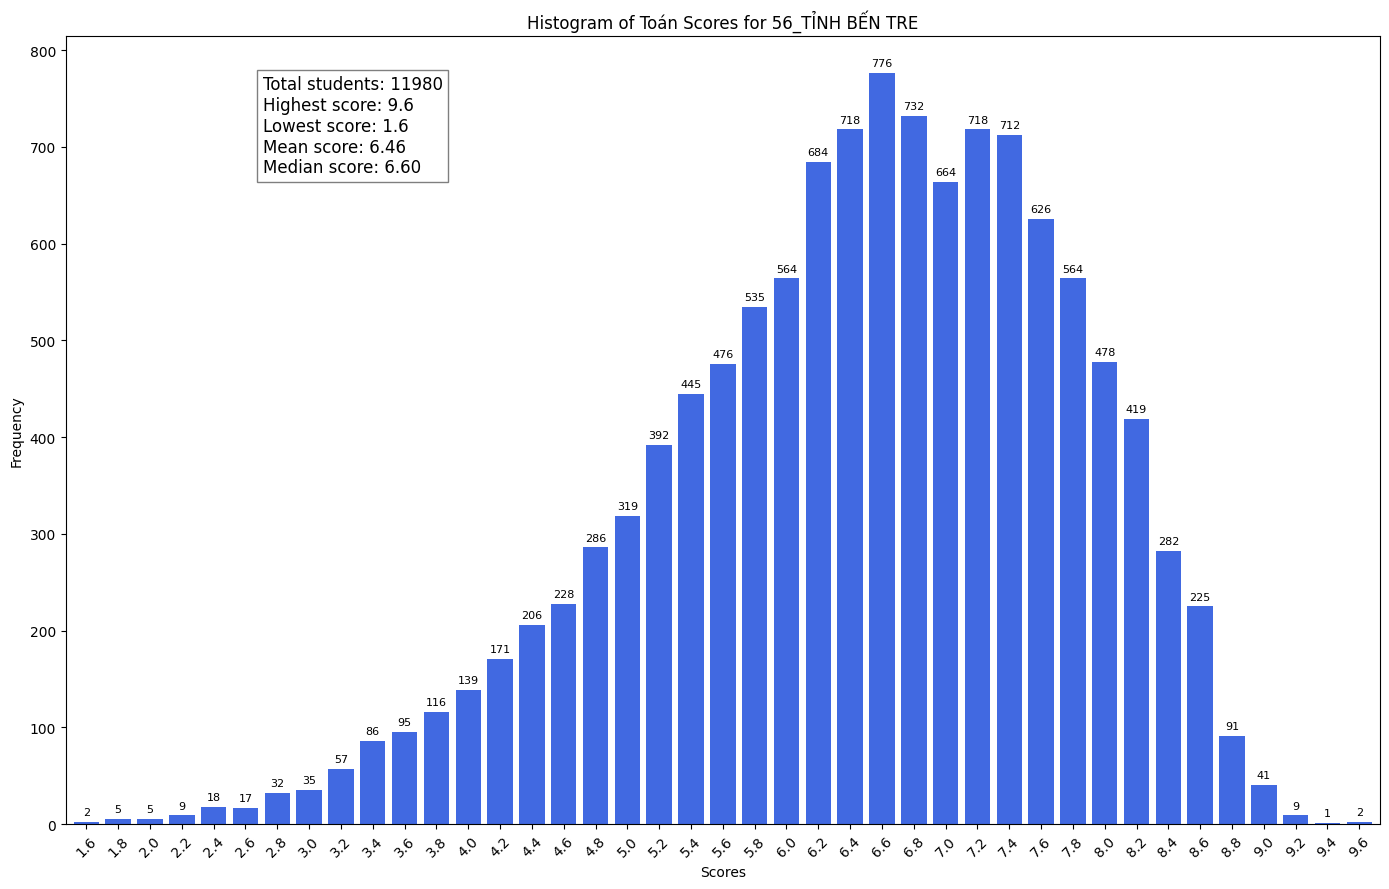 Histogram of Toán Scores for 56_TỈNH BẾN TRE
Total students: 11980
Highest score: 9.6
Lowest score: 1.6
Mean score: 6.46
Median score: 6.60
Frequency
800
700
600
500
400
300
200
100
0
2 5 5 9 18 17 32 35 57 86 95 116 139 171 206 228 286 319 392 445 476 535 564 684 718 776 732 664 718 712 626 564 478 419 282 225 91 41 9 1 2
1.6 1.8 2.0 2.2 2.4 2.6 2.8 3.0 3.2 3.4 3.6 3.8 4.0 4.2 4.4 4.6 4.8 5.0 5.2 5.4 5.6 5.8 6.0 6.2 6.4 6.6 6.8 7.0 7.2 7.4 7.6 7.8 8.0 8.2 8.4 8.6 8.8 9.0 9.2 9.4 9.6
Scores